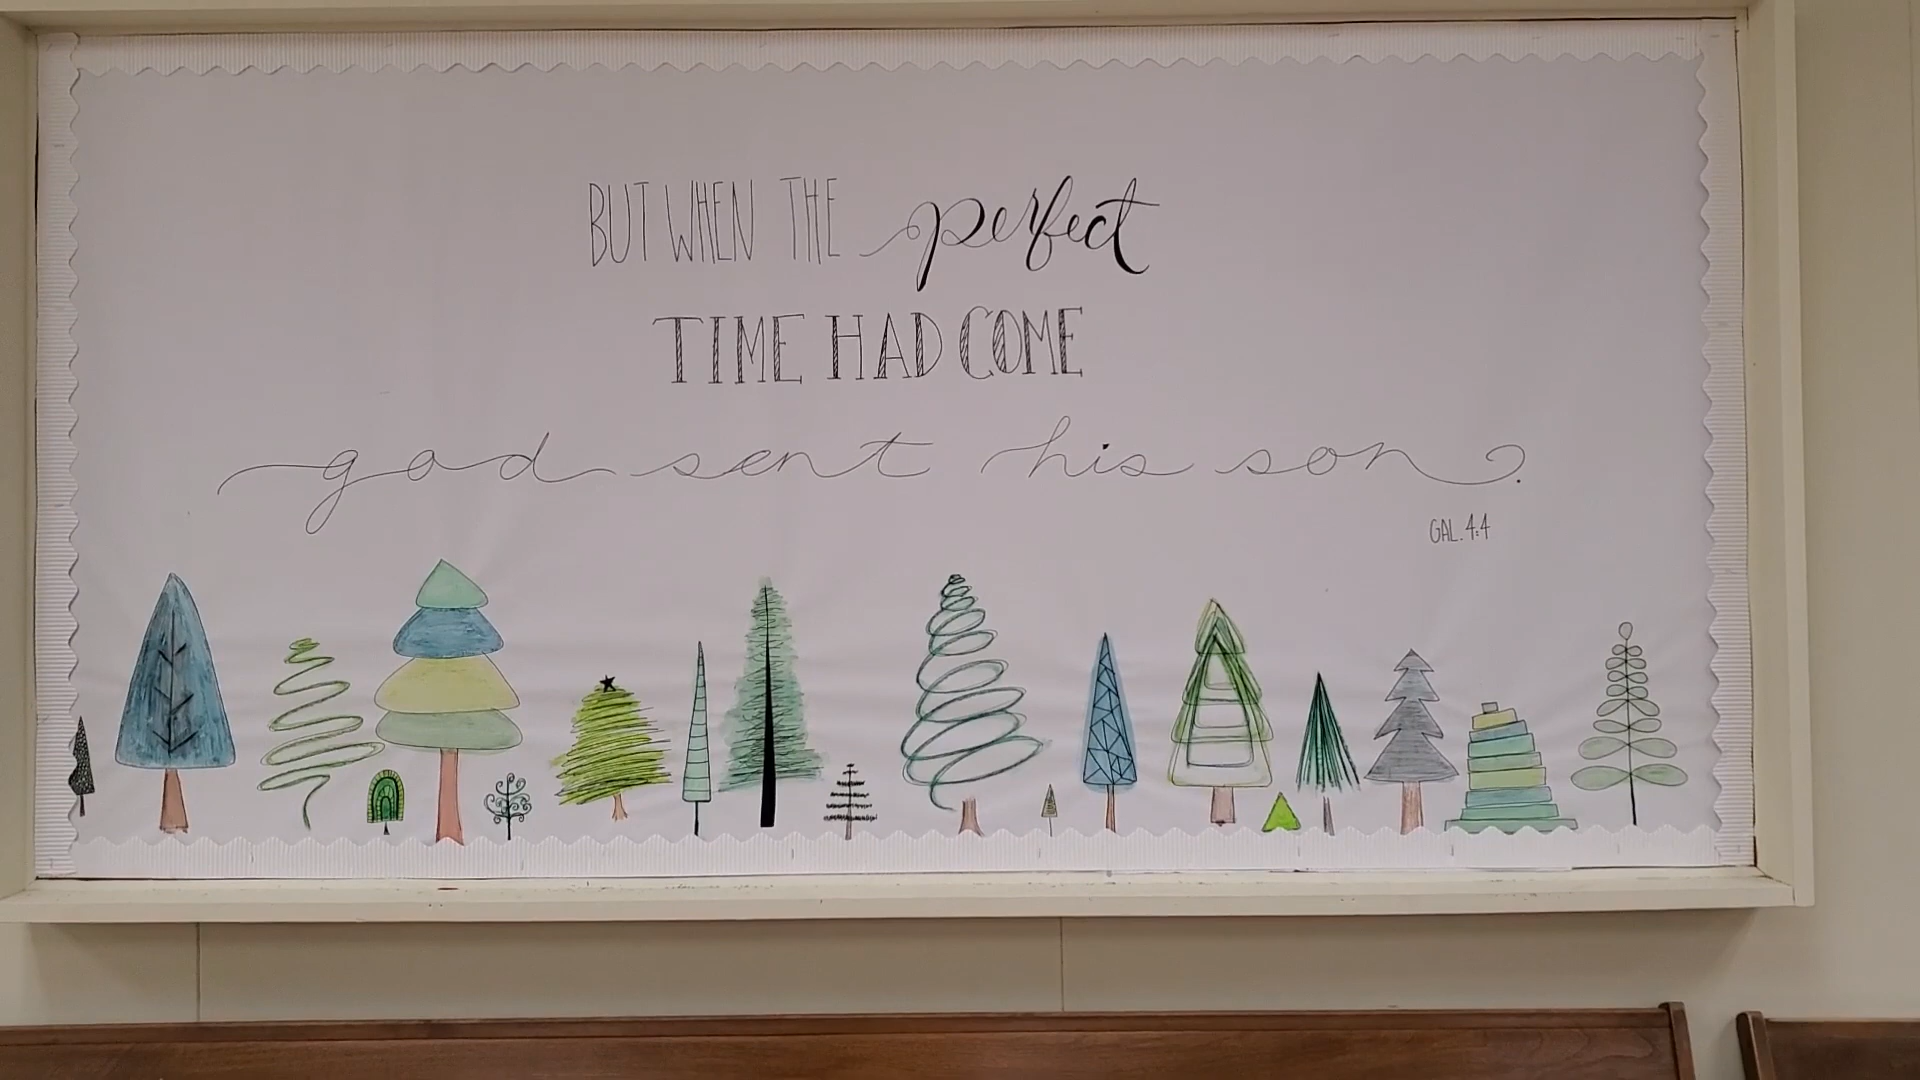 BUT WHEN THE perfect
TIME HAD COME
god sent his son.
GAL. 4:4